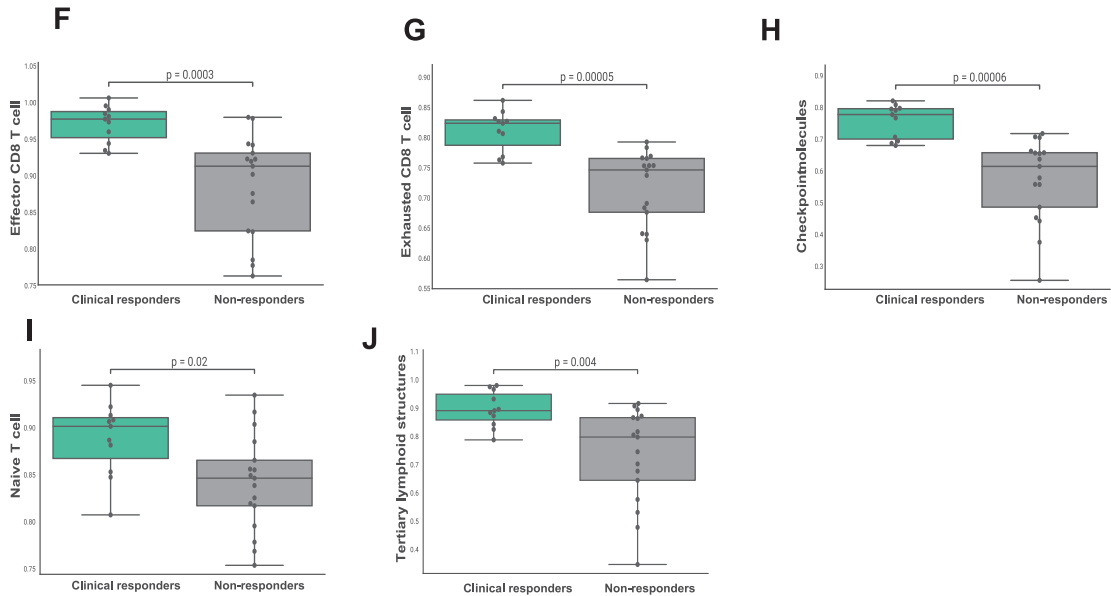 F
p = 0.0003
Effector CD8 T cell
1.05
1.00
0.95
0.90
0.85
0.80
0.75
Clinical responders
Non-responders
G
p = 0.00005
Exhausted CD8 T cell
0.90
0.85
0.80
0.75
0.70
0.65
0.60
0.55
Clinical responders
Non-responders
H
p = 0.00006
Checkpointmolecules
0.9
0.8
0.7
0.6
0.5
0.4
0.3
Clinical responders
Non-responders
I
p = 0.02
Naive T cell
0.95
0.90
0.85
0.80
0.75
Clinical responders
Non-responders
J
p = 0.004
Tertiary lymphoid structures
1.1
1.0
0.9
0.8
0.7
0.6
0.5
0.4
Clinical responders
Non-responders